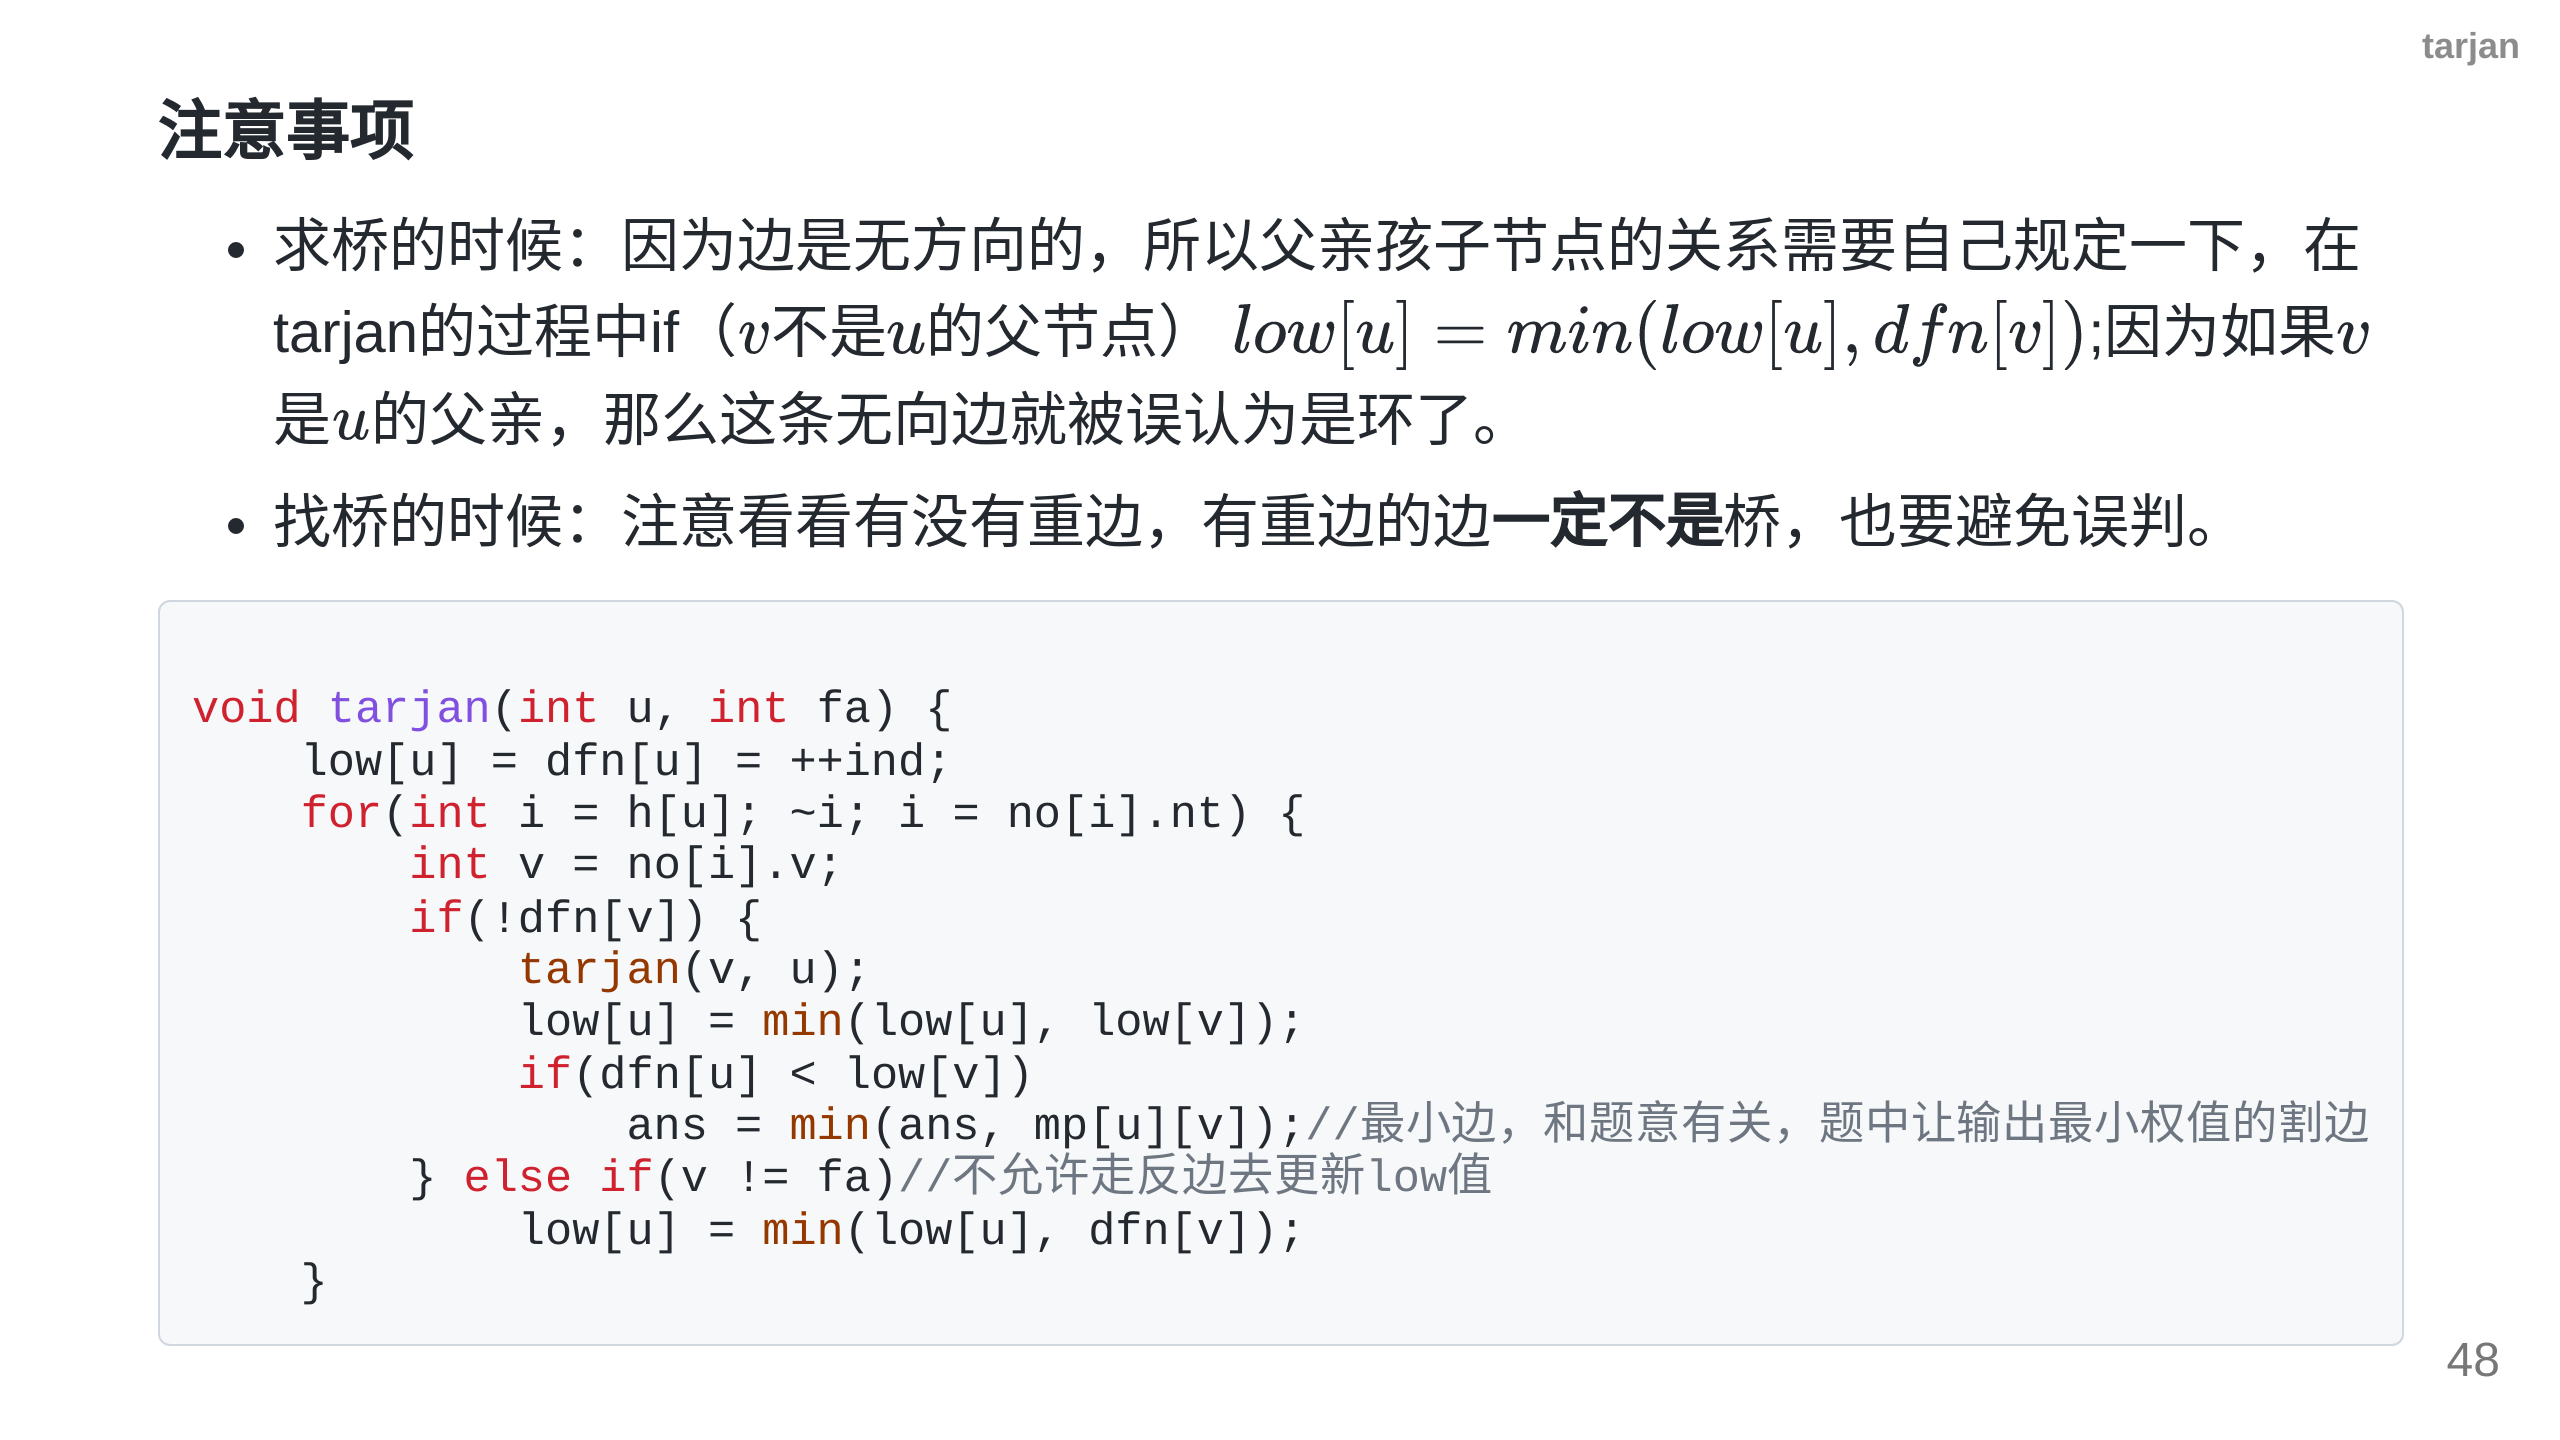 tarjan
注意事项
• 求桥的时候：因为边是无方向的，所以父亲孩子节点的关系需要自己规定一下，在
tarjan的过程中if（v不是u的父节点） low[u] = min(low[u], dfn[v]);因为如果v
是u的父亲，那么这条无向边就被误认为是环了。
• 找桥的时候：注意看看有没有重边，有重边的边一定不是桥，也要避免误判。
void tarjan(int u, int fa) {
    low[u] = dfn[u] = ++ind;
    for(int i = h[u]; ~i; i = no[i].nt) {
        int v = no[i].v;
        if(!dfn[v]) {
            tarjan(v, u);
            low[u] = min(low[u], low[v]);
            if(dfn[u] < low[v])
                ans = min(ans, mp[u][v]);//最小边，和题意有关，题中让输出最小权值的割边
        } else if(v != fa)//不允许走反边去更新low值
            low[u] = min(low[u], dfn[v]);
    }
48